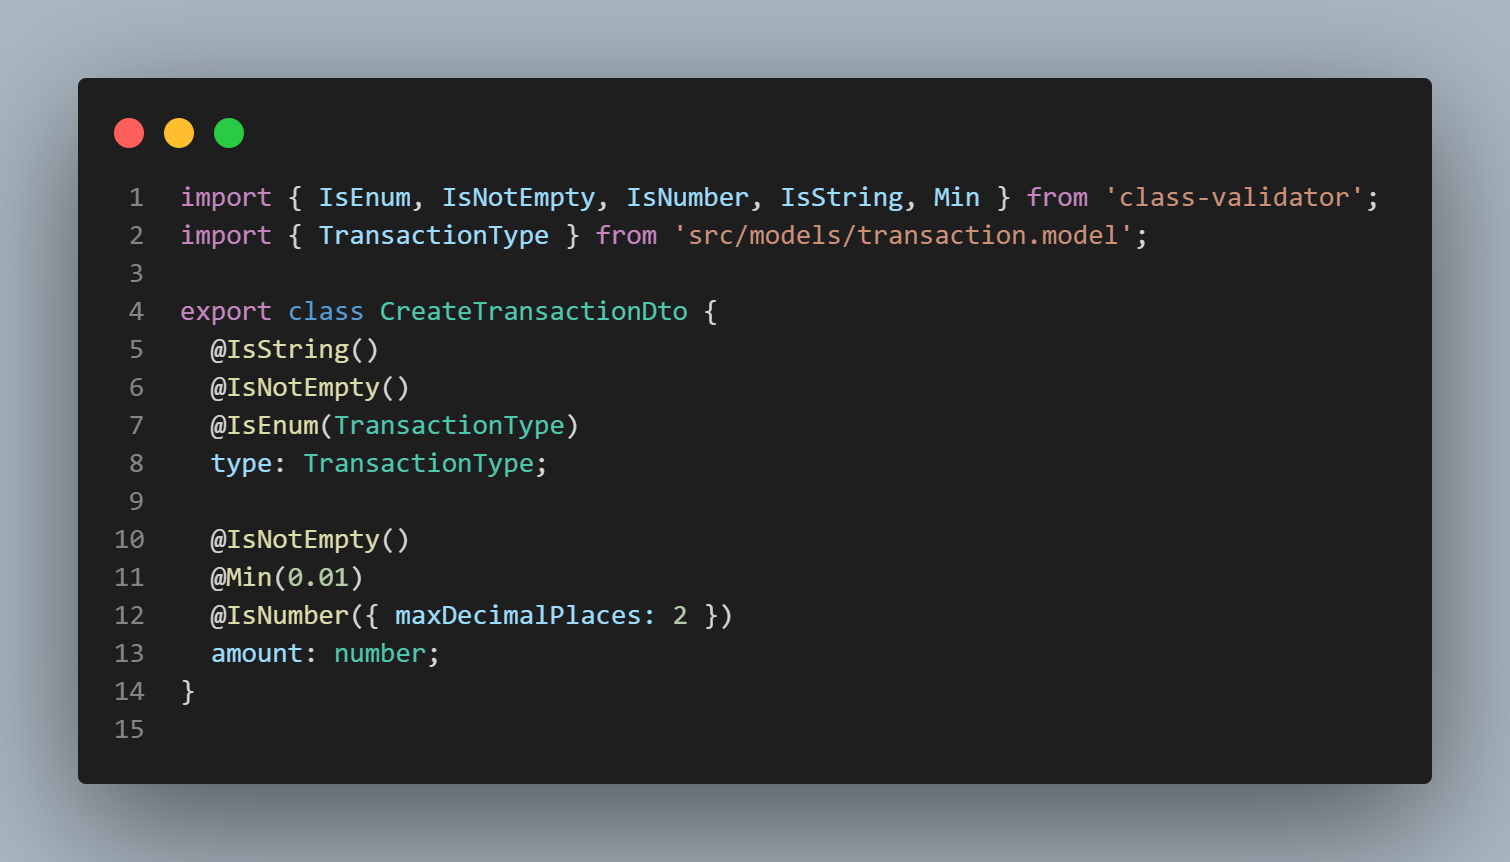 1 import { IsEnum, IsNotEmpty, IsNumber, IsString, Min } from 'class-validator';
2 import { TransactionType } from 'src/models/transaction.model';
3
4 export class CreateTransactionDto {
5   @IsString()
6   @IsNotEmpty()
7   @IsEnum(TransactionType)
8   type: TransactionType;
9
10   @IsNotEmpty()
11   @Min(0.01)
12   @IsNumber({ maxDecimalPlaces: 2 })
13   amount: number;
14 }
15